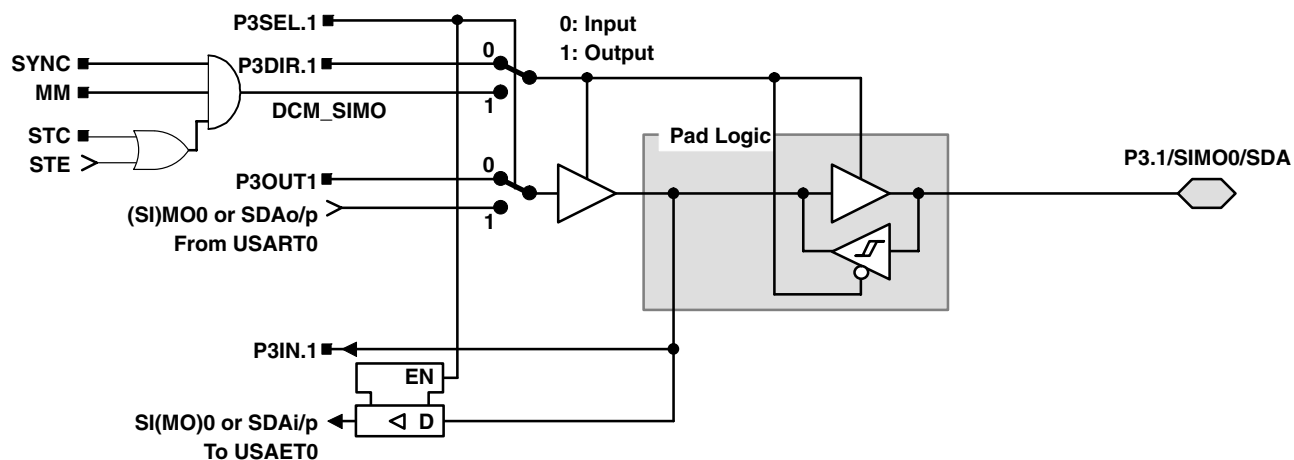 P3SEL.1
0: Input
1: Output
SYNC
P3DIR.1
0
MM
DCM_SIMO
1
STC
STE
Pad Logic
P3.1/SIMO0/SDA
P3OUT1
0
(SI)MO0 or SDAo/p
From USART0
1
P3IN.1
EN
SI(MO)0 or SDAi/p
To USAET0
D